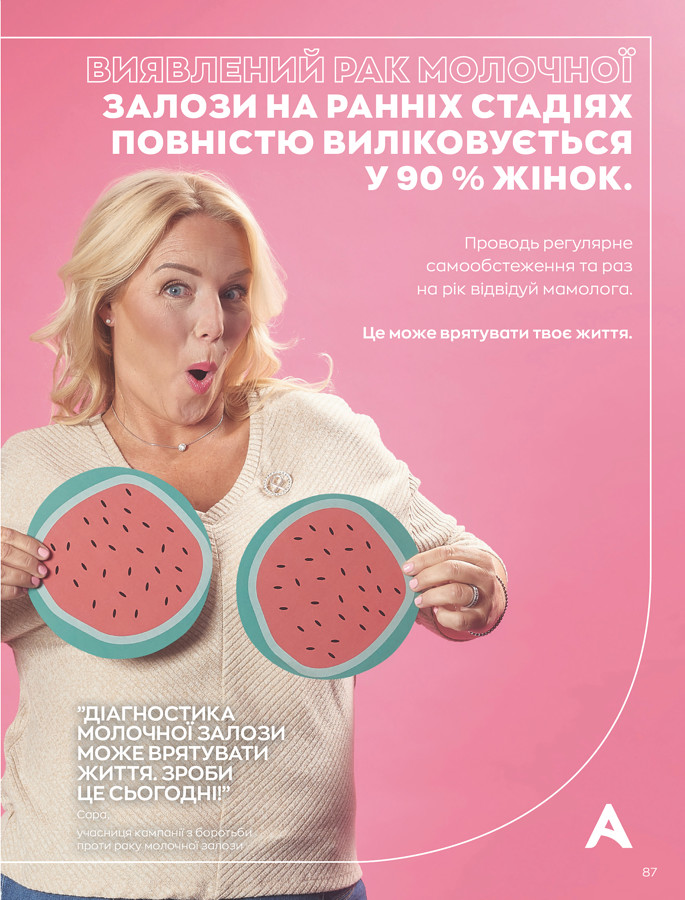 ВИЯВЛЕНИЙ РАК МОЛОЧНОЇ
ЗАЛОЗИ НА РАННІХ СТАДІЯХ
ПОВНІСТЮ ВИЛІКОВУЄТЬСЯ
У 90 % ЖІНОК.
Проводь регулярне
самообстеження та раз
на рік відвідуй мамолога.
Це може врятувати твоє життя.
"ДІАГНОСТИКА
МОЛОЧНОЇ ЗАЛОЗИ
МОЖЕ ВРЯТУВАТИ
ЖИТТЯ. ЗРОБИ
ЦЕ СЬОГОДНІ!"
Сара,
учасниця кампанії з боротьби
проти раку молочної залози
A
87